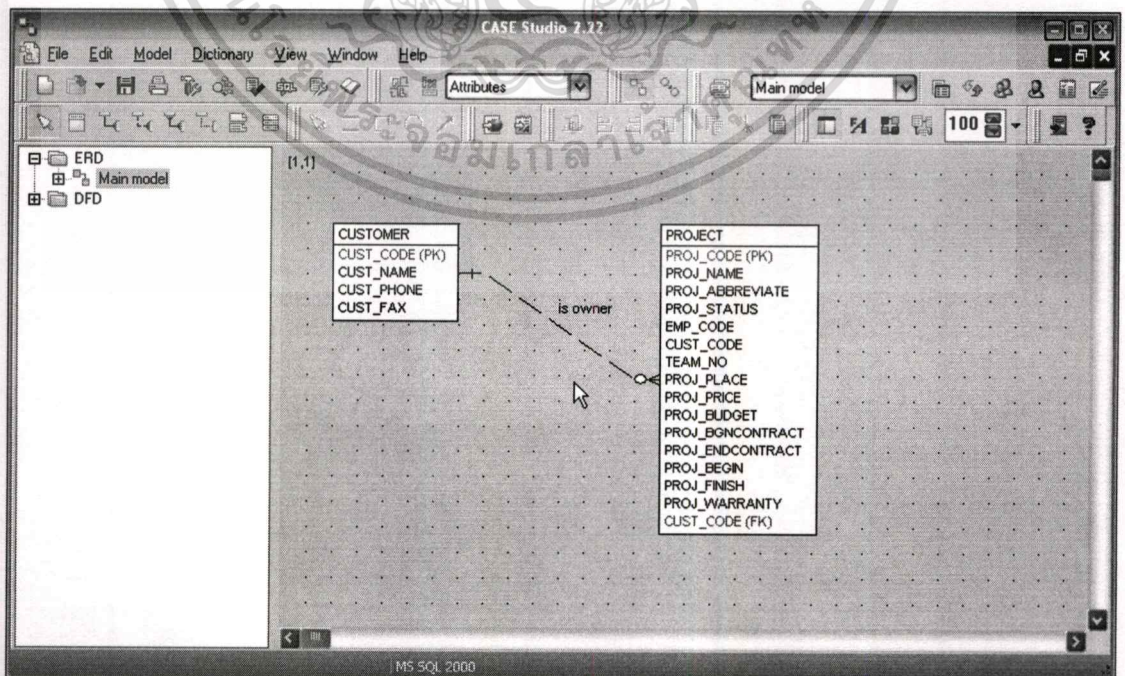 CASE Studio 2.22
File Edit Model Dictionary View Window Help
Attributes
Main model
100
ERD
Main model
DFD
[1,1]
CUSTOMER
CUST_CODE (PK)
CUST_NAME
CUST_PHONE
CUST_FAX
is owner
PROJECT
PROJ_CODE (PK)
PROJ_NAME
PROJ_ABBREVIATE
PROJ_STATUS
EMP_CODE
CUST_CODE
TEAM_NO
PROJ_PLACE
PROJ_PRICE
PROJ_BUDGET
PROJ_BGNCONTRACT
PROJ_ENDCONTRACT
PROJ_BEGIN
PROJ_FINISH
PROJ_WARRANTY
CUST_CODE (FK)
MS SQL 2000